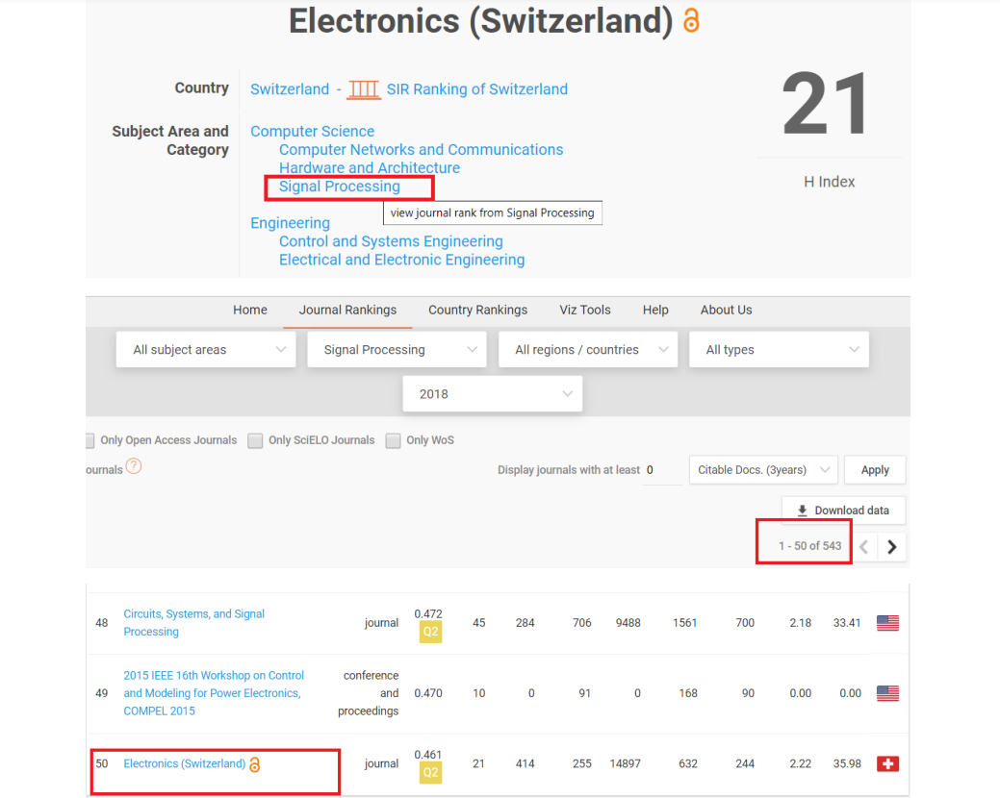 Electronics (Switzerland)
Country
Switzerland - SIR Ranking of Switzerland
21
H Index
Subject Area and
Category
Computer Science
Computer Networks and Communications
Hardware and Architecture
Signal Processing
view journal rank from Signal Processing
Engineering
Control and Systems Engineering
Electrical and Electronic Engineering
Home Journal Rankings Country Rankings Viz Tools Help About Us
All subject areas Signal Processing All regions / countries All types
2018
Only Open Access Journals Only SciELO Journals Only WoS
ournals ? Display journals with at least 0 Citable Docs. (3years) Apply
Download data
1 - 50 of 543
48 Circuits, Systems, and Signal Processing journal 0.472 Q2 45 284 706 9488 1561 700 2.18 33.41
49 2015 IEEE 16th Workshop on Control and Modeling for Power Electronics, COMPEL 2015 conference and proceedings 0.470 10 0 91 0 168 90 0.00 0.00
50 Electronics (Switzerland) journal 0.461 Q2 21 414 255 14897 632 244 2.22 35.98